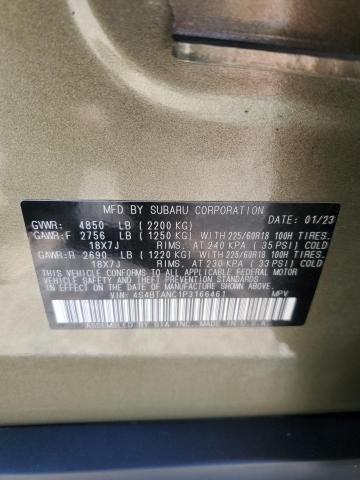 MFD BY SUBARU CORPORATION DATE: 01/23
GVWR: 4850 LB (2200 KG)
GAWR:F 2756 LB (1250 KG) WITH 225/60R18 100H TIRES.
18X7J RIMS. AT 240 KPA (35 PSI) COLD
GAWR:R 2690 LB (1220 KG) WITH 225/60R18 100H TIRES.
18X7J RIMS. AT 230 KPA (33 PSI) COLD
THIS VEHICLE CONFORMS TO ALL APPLICABLE FEDERAL MOTOR
VEHICLE SAFETY AND BUMPER STANDARDS IN EFFECT ON THE
DATE OF MANUFACTURE SHOWN ABOVE.
VIN: 4S4BTANC1P3166461 MPV
ASSEMBLED BY SIA INC. MADE IN U.S.A.